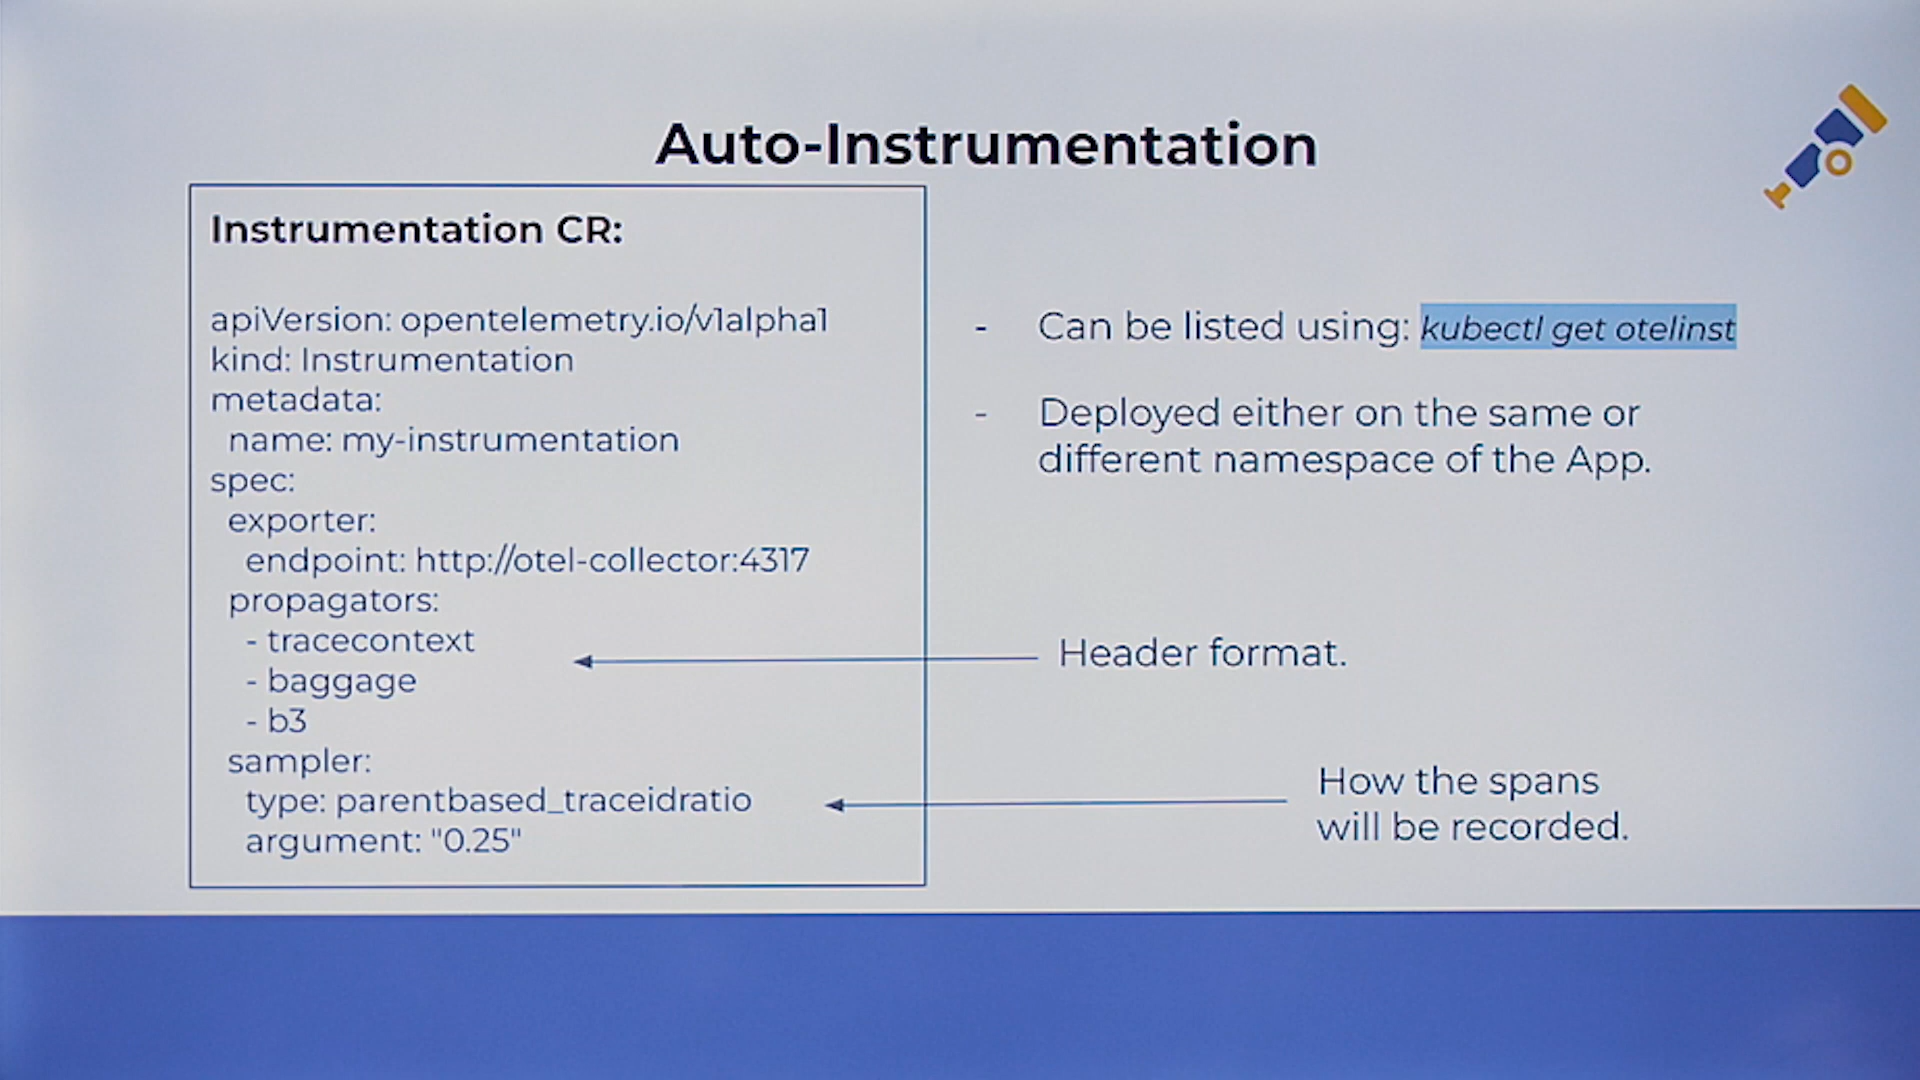 Auto-Instrumentation
Instrumentation CR:
apiVersion: opentelemetry.io/v1alpha1
kind: Instrumentation
metadata:
name: my-instrumentation
spec:
exporter:
endpoint: http://otel-collector:4317
propagators:
- tracecontext
- baggage
- b3
sampler:
type: parentbased_traceidratio
argument: "0.25"
- Can be listed using: kubectl get otelinst
- Deployed either on the same or
different namespace of the App.
Header format.
How the spans
will be recorded.